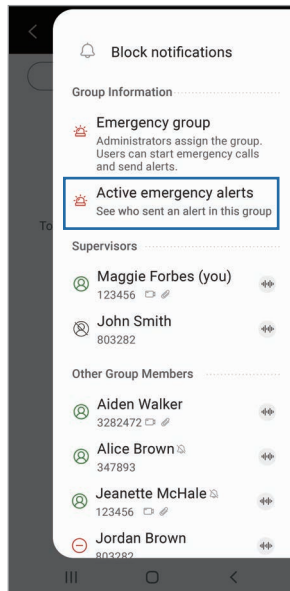 Block notifications
Group Information
Emergency group
Administrators assign the group.
Users can start emergency calls
and send alerts.
Active emergency alerts
See who sent an alert in this group
To
Supervisors
Maggie Forbes (you)
123456
John Smith
803282
Other Group Members
Aiden Walker
3282472
Alice Brown
347893
Jeanette McHale
123456
Jordan Brown
803282